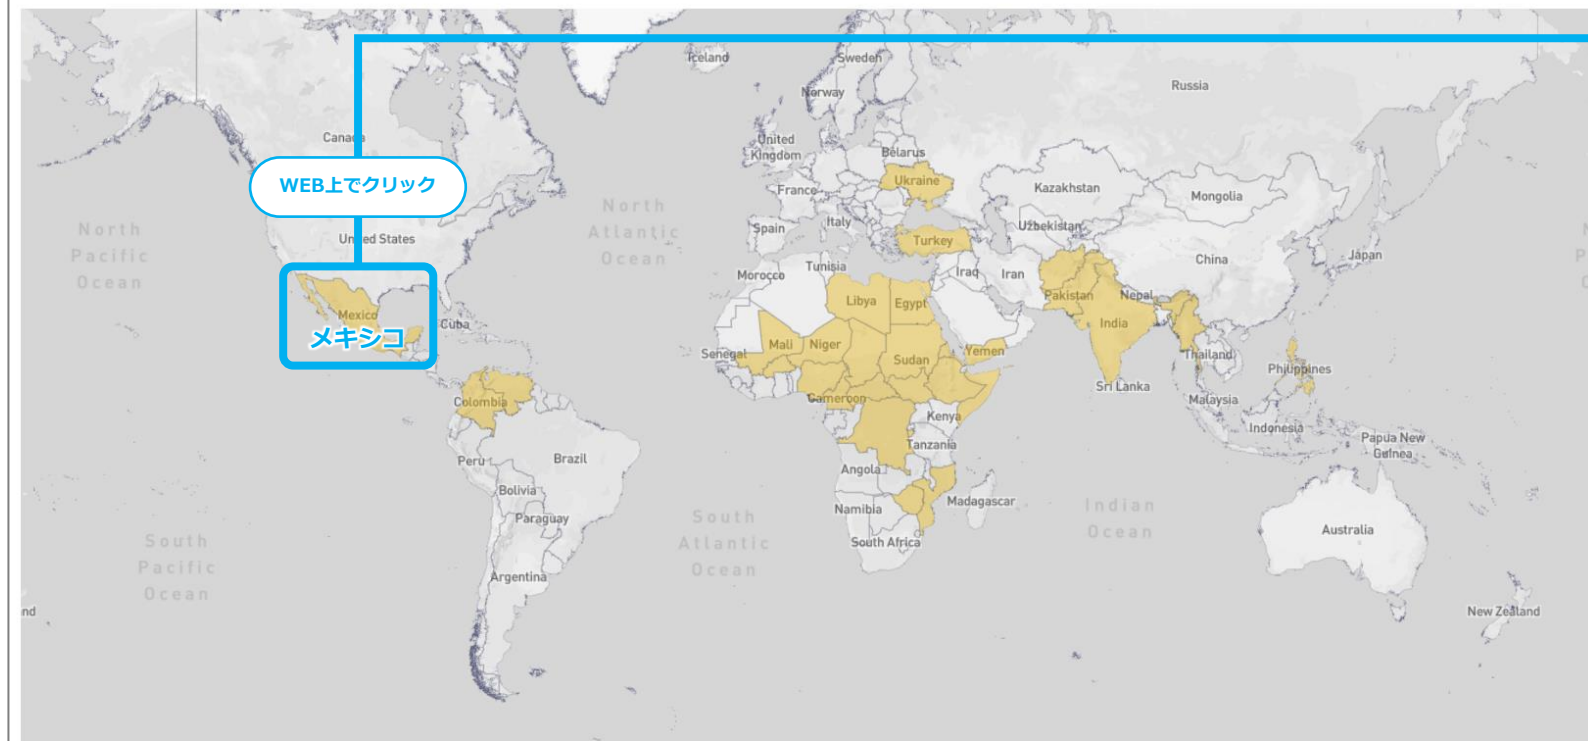 Iceland
Sweden
Norway
Russia
Canada
United
Kingdom
Belarus
WEB上でクリック
Ukraine
France
Kazakhstan
Mongolia
North
Atlantic
Ocean
North
Pacific
Ocean
United States
Spain
Italy
Uzbekistan
Turkey
China
Japan
Morocco
Tunisia
Iraq
Iran
Pakistan
Nepal
Libya
Egypt
India
Mexico
メキシコ
Cuba
Senegal
Mali
Niger
Sudan
Yemen
Thailand
Philippines
Sri Lanka
Malaysia
Colombia
Cameroon
Kenya
Indonesia
Papua New
Guinea
Tanzania
Peru
Brazil
Angola
Bolivia
Madagascar
Namibia
Indian
Ocean
Paraguay
South
Atlantic
Ocean
South Africa
Australia
South
Pacific
Ocean
Argentina
nd
New Zealand